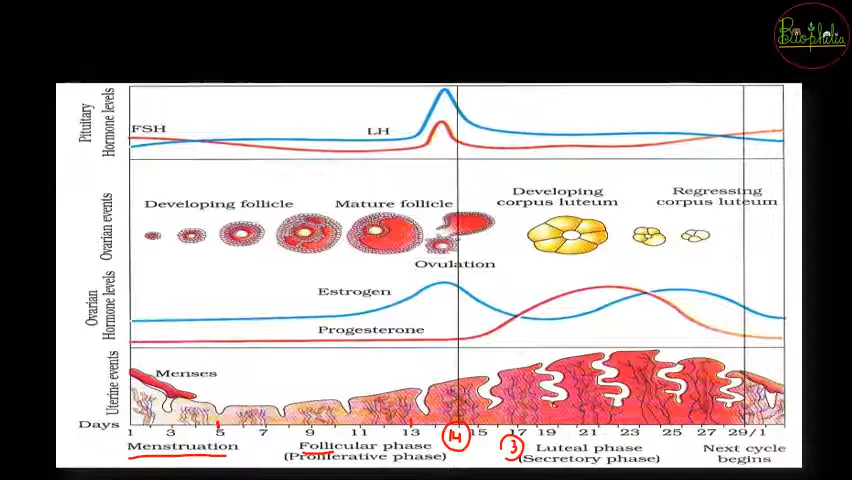 Biophilia
Pituitary
Hormone levels
FSH
LH
Ovarian events
Developing follicle
Mature follicle
Developing
corpus luteum
Regressing
corpus luteum
Ovulation
Ovarian
Hormone levels
Estrogen
Progesterone
Uterine events
Menses
Days 1 3 5 7 9 11 13 14 15 17 19 21 23 25 27 29/1
Menstruation
Follicular phase
(Proliferative phase)
3
Luteal phase
(Secretory phase)
Next cycle
begins